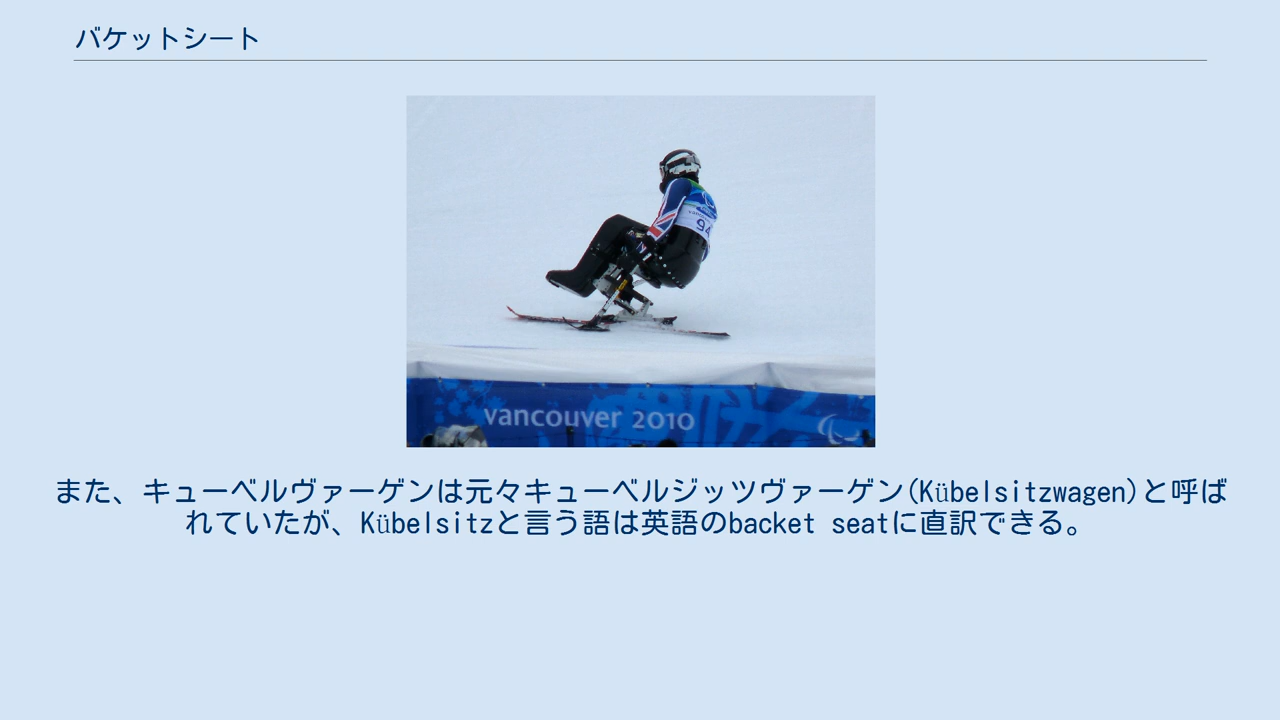 バケットシート
94
vancouver 2010
また、キューベルヴァーゲンは元々キューベルジッツヴァーゲン(Kübelsitzwagen)と呼ば
れていたが、Kübelsitzと言う語は英語のbacket seatに直訳できる。